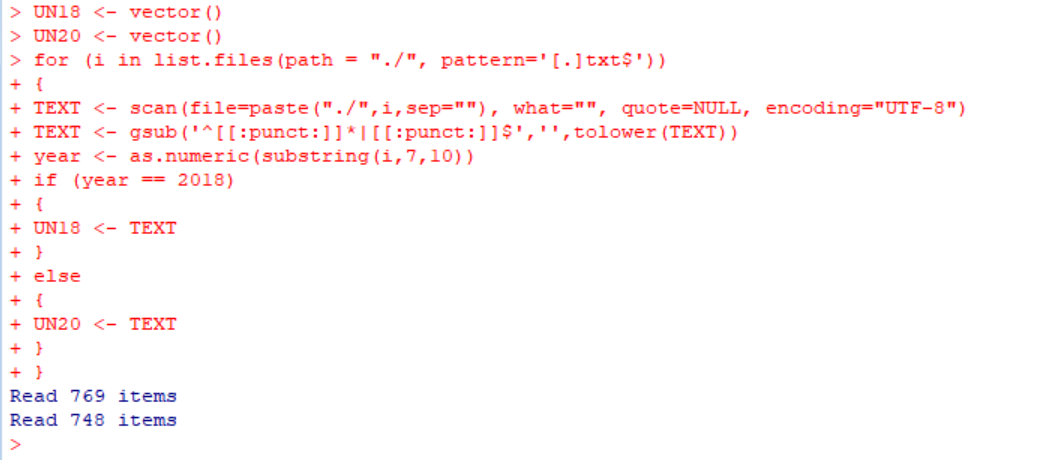 > UN18 <- vector()
> UN20 <- vector()
> for (i in list.files(path = "./", pattern='[.]txt$'))
+ {
+ TEXT <- scan(file=paste("./",i,sep=""), what="", quote=NULL, encoding="UTF-8")
+ TEXT <- gsub('^[[:punct:]]*|[[:punct:]]$','',tolower(TEXT))
+ year <- as.numeric(substring(i,7,10))
+ if (year == 2018)
+ {
+ UN18 <- TEXT
+ }
+ else
+ {
+ UN20 <- TEXT
+ }
+ }
Read 769 items
Read 748 items
>